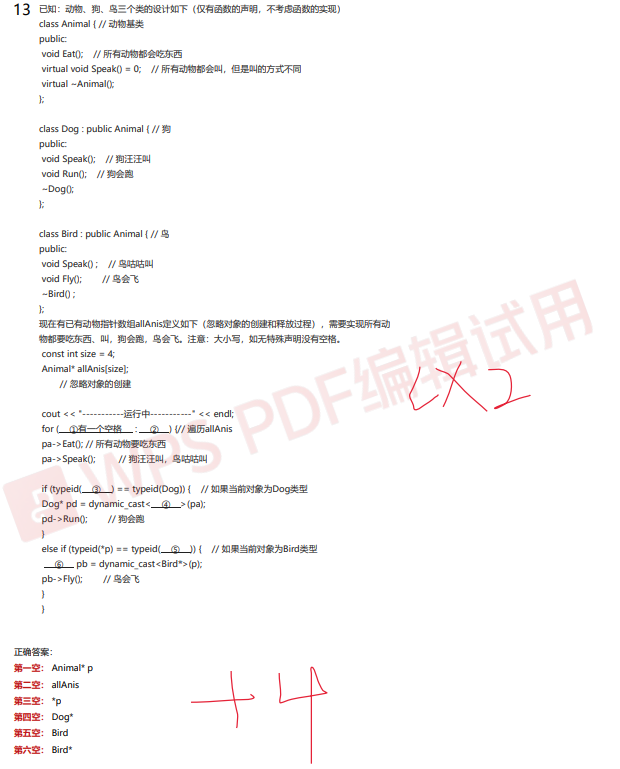 13 已知：动物、狗、鸟三个类的设计如下（仅有函数的声明，不考虑函数的实现）
class Animal { // 动物基类
public:
void Eat(); // 所有动物都会吃东西
virtual void Speak() = 0; // 所有动物都会叫，但是叫的方式不同
virtual ~Animal();
};
class Dog : public Animal { // 狗
public:
void Speak(); // 狗汪汪叫
void Run(); // 狗会跑
~Dog();
};
class Bird : public Animal { // 鸟
public:
void Speak() ; // 鸟咕咕叫
void Fly(); // 鸟会飞
~Bird() ;
};
现在有已有动物指针数组allAnis定义如下（忽略对象的创建和释放过程），需要实现所有动
物都要吃东西、叫，狗会跑，鸟会飞。注意：大小写，如无特殊声明没有空格。
const int size = 4;
Animal* allAnis[size];
// 忽略对象的创建
cout << "-----------运行中-----------" << endl;
for (__①有一个空格__ : __②__) {// 遍历allAnis
pa->Eat(); // 所有动物要吃东西
pa->Speak(); // 狗汪汪叫，鸟咕咕叫
if (typeid(__③__) == typeid(Dog)) { // 如果当前对象为Dog类型
Dog* pd = dynamic_cast<__④__>(pa);
pd->Run(); // 狗会跑
}
else if (typeid(*p) == typeid(__⑤__)) { // 如果当前对象为Bird类型
__⑥__ pb = dynamic_cast<Bird*>(p);
pb->Fly(); // 鸟会飞
}
}
正确答案：
第一空： Animal* p
第二空： allAnis
第三空： *p
第四空： Dog*
第五空： Bird
第六空： Bird*
WPS PDF编辑试用